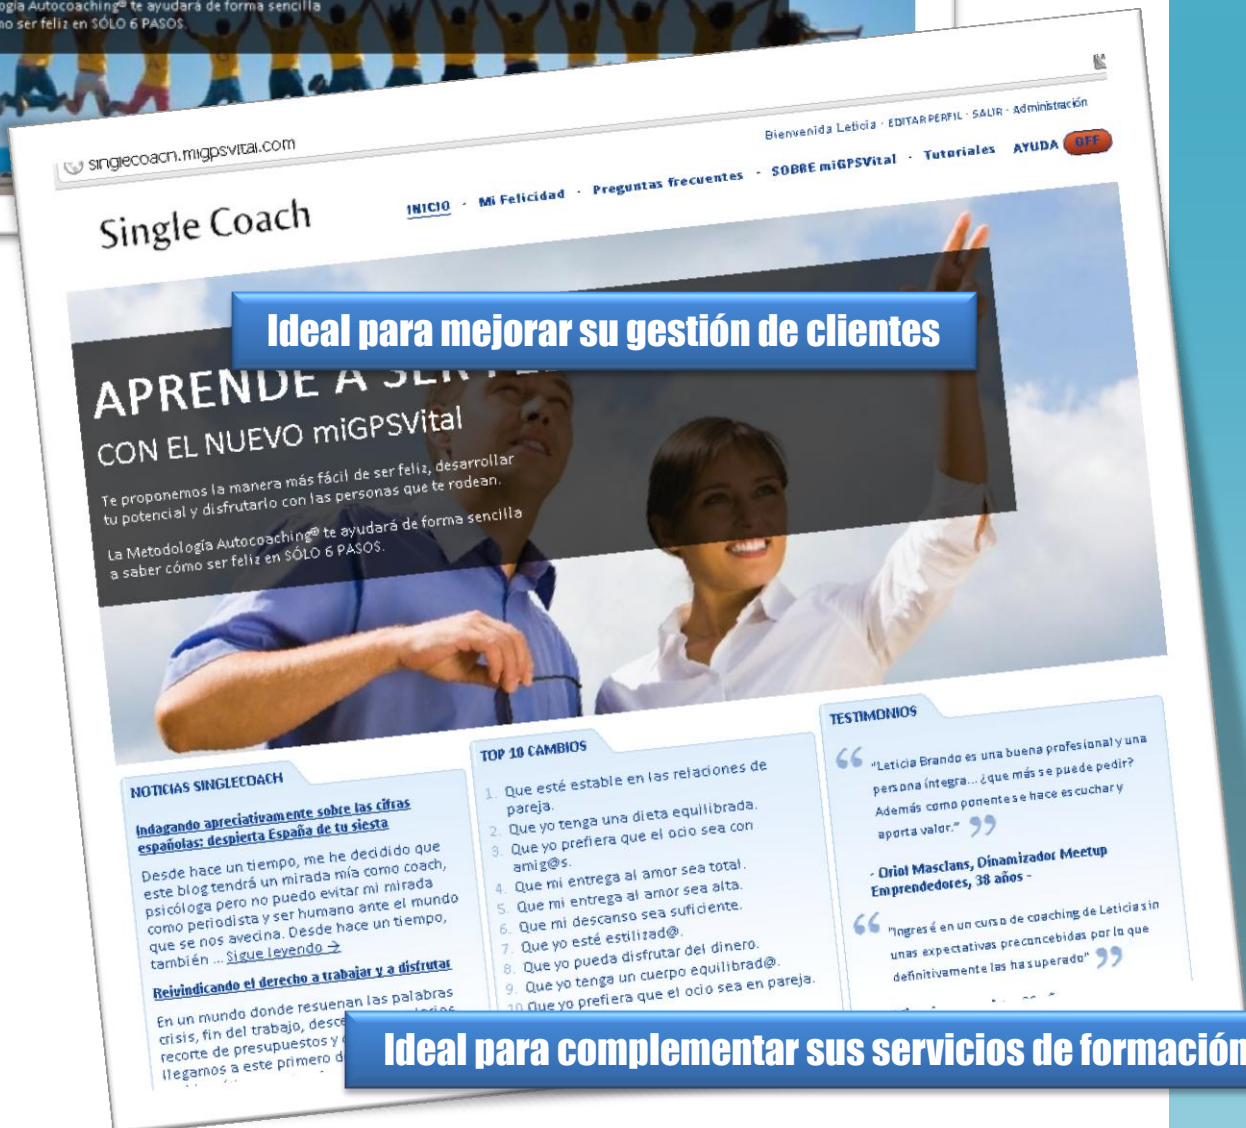 Autocoaching® te ayudará de forma sencilla
ser feliz en SÓLO 6 PASOS.
singlecoach.migpsvital.com
Bienvenida Leticia · EDITAR PERFIL · SALIR · Administración
Single Coach
INICIO · Mi Felicidad · Preguntas frecuentes · SOBRE miGPSVital · Tutoriales AYUDA OFF
Ideal para mejorar su gestión de clientes
APRENDE A SER
CON EL NUEVO miGPSVital
Te proponemos la manera más fácil de ser feliz, desarrollar
tu potencial y disfrutarlo con las personas que te rodean.
La Metodología Autocoaching® te ayudará de forma sencilla
a saber cómo ser feliz en SÓLO 6 PASOS.
NOTICIAS SINGLECOACH
Indagando apreciativamente sobre las cifras
españolas: despierta España de tu siesta
Desde hace un tiempo, me he decidido que
este blog tendrá un mirada mía como coach,
psicóloga pero no puedo evitar mi mirada
como periodista y ser humano ante el mundo
que se nos avecina. Desde hace un tiempo,
también ... Sigue leyendo →
Reivindicando el derecho a trabajar y a disfrutar
En un mundo donde resuenan las palabras
crisis, fin del trabajo,
recorte de presupuestos y
llegamos a este primero
TOP 10 CAMBIOS
1. Que esté estable en las relaciones de
pareja.
2. Que yo tenga una dieta equilibrada.
3. Que yo prefiera que el ocio sea con
amig@s.
4. Que mi entrega al amor sea total.
5. Que mi entrega al amor sea alta.
6. Que mi descanso sea suficiente.
7. Que yo esté estilizad@.
8. Que yo pueda disfrutar del dinero.
9. Que yo tenga un cuerpo equilibrad@.
10. Que yo prefiera que el ocio sea en pareja.
TESTIMONIOS
“ "Leticia Brando es una buena profesional y una
persona íntegra... ¿que más se puede pedir?
Además como ponente se hace escuchar y
aporta valor." ”
- Oriol Masclans, Dinamizador Meetup
Emprendedores, 38 años -
“ "Ingresé en un curso de coaching de Leticia sin
unas expectativas preconcebidas por lo que
definitivamente las ha superado" ”
Ideal para complementar sus servicios de formación